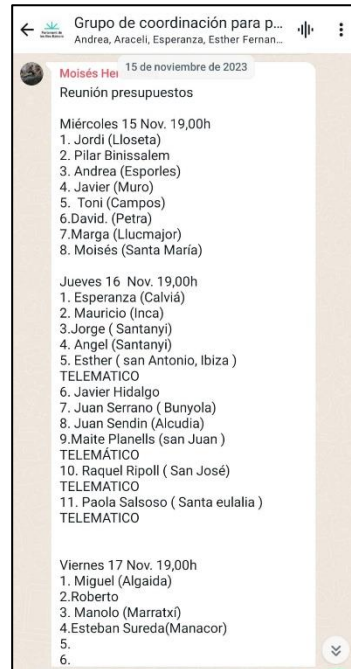 Grupo de coordinación para p...
Andrea, Araceli, Esperanza, Esther Fernan...
15 de noviembre de 2023
Moisés Her
Reunión presupuestos
Miércoles 15 Nov. 19,00h
1. Jordi (Lloseta)
2. Pilar Binissalem
3. Andrea (Esporles)
4. Javier (Muro)
5. Toni (Campos)
6.David. (Petra)
7.Marga (Llucmajor)
8. Moisés (Santa María)
Jueves 16 Nov. 19,00h
1. Esperanza (Calviá)
2. Mauricio (Inca)
3.Jorge ( Santanyi)
4. Angel (Santanyi)
5. Esther ( san Antonio, Ibiza )
TELEMATICO
6. Javier Hidalgo
7. Juan Serrano ( Bunyola)
8. Juan Sendin (Alcudia)
9.Maite Planells (san Juan )
TELEMÁTICO
10. Raquel Ripoll ( San José)
TELEMATICO
11. Paola Salsoso ( Santa eulalia )
TELEMATICO
Viernes 17 Nov. 19,00h
1. Miguel (Algaida)
2.Roberto
3. Manolo (Marratxí)
4.Esteban Sureda(Manacor)
5.
6.